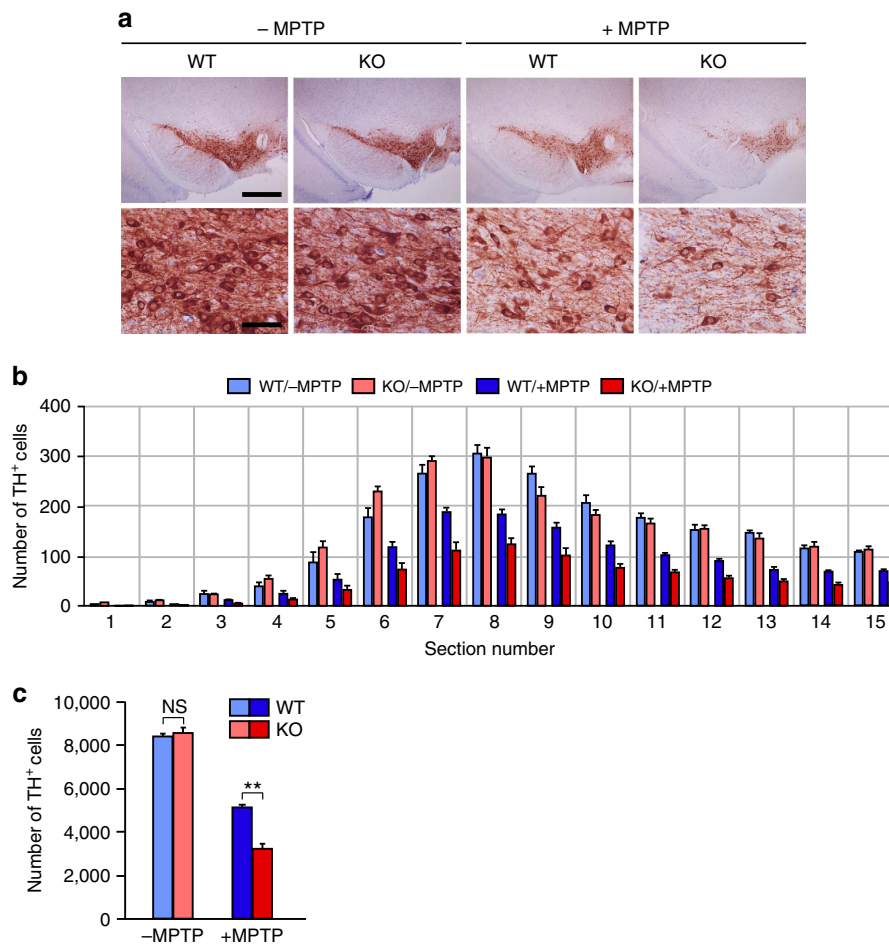 a
– MPTP + MPTP
WT KO WT KO
b
WT/–MPTP KO/–MPTP WT/+MPTP KO/+MPTP
Number of TH+ cells
400
300
200
100
0
1 2 3 4 5 6 7 8 9 10 11 12 13 14 15
Section number
c
Number of TH+ cells
10,000
8,000
6,000
4,000
2,000
0
NS
**
WT
KO
–MPTP +MPTP